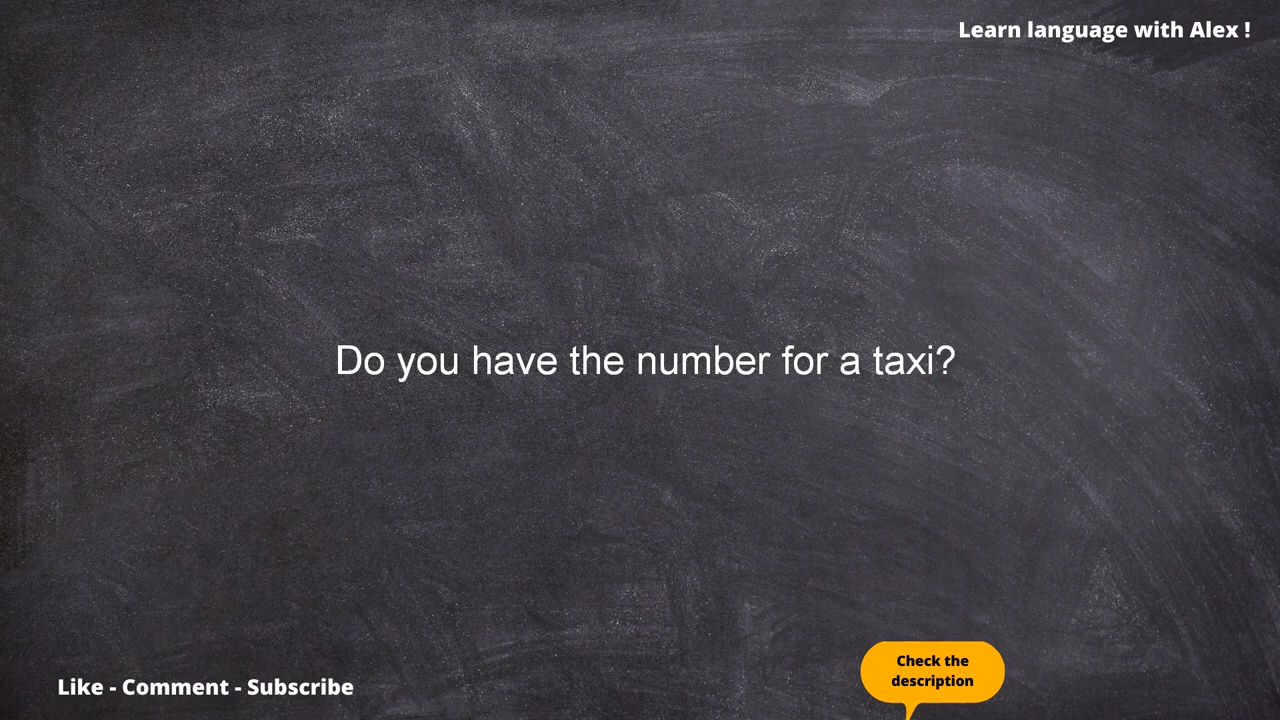 Learn language with Alex !
Do you have the number for a taxi?
Check the
description
Like - Comment - Subscribe